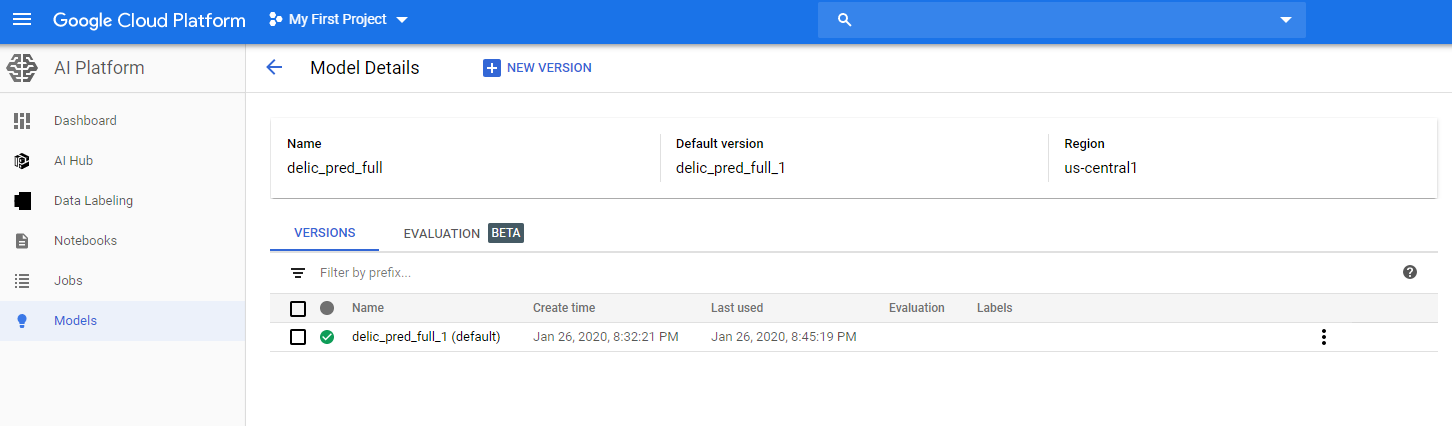 Google Cloud Platform My First Project
AI Platform
Model Details NEW VERSION
Dashboard
AI Hub
Data Labeling
Notebooks
Jobs
Models
Name Default version Region
delic_pred_full delic_pred_full_1 us-central1
VERSIONS EVALUATION BETA
Filter by prefix...
Name Create time Last used Evaluation Labels
delic_pred_full_1 (default) Jan 26, 2020, 8:32:21 PM Jan 26, 2020, 8:45:19 PM